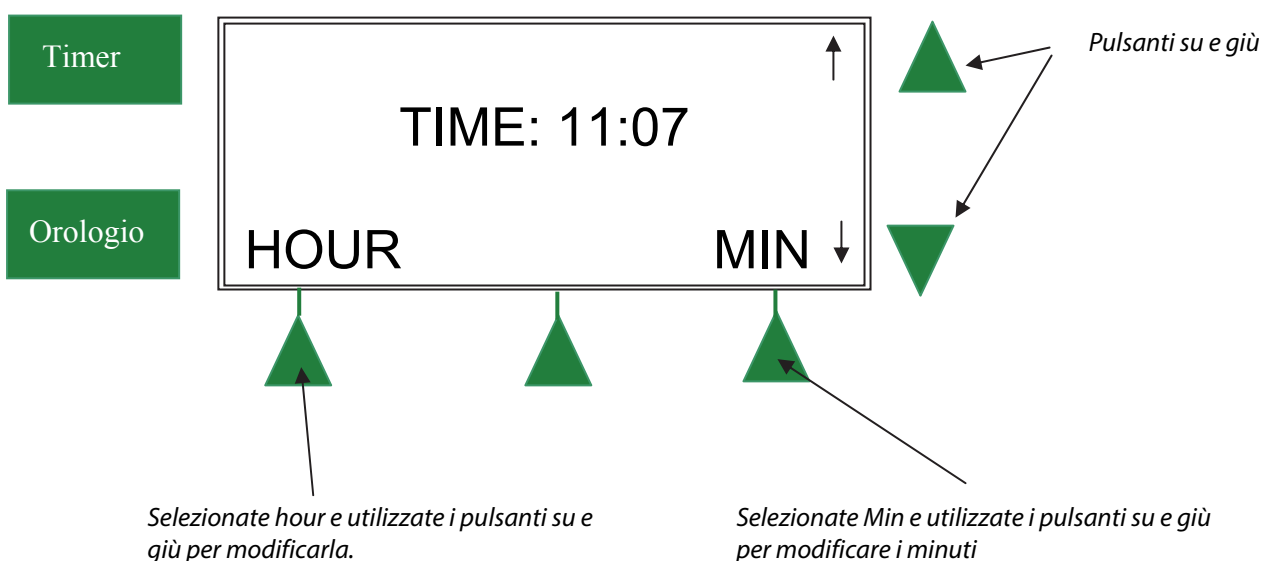 Timer
Pulsanti su e giù
TIME: 11:07
Orologio
HOUR MIN
Selezionate hour e utilizzate i pulsanti su e
giù per modificarla.
Selezionate Min e utilizzate i pulsanti su e giù
per modificare i minuti